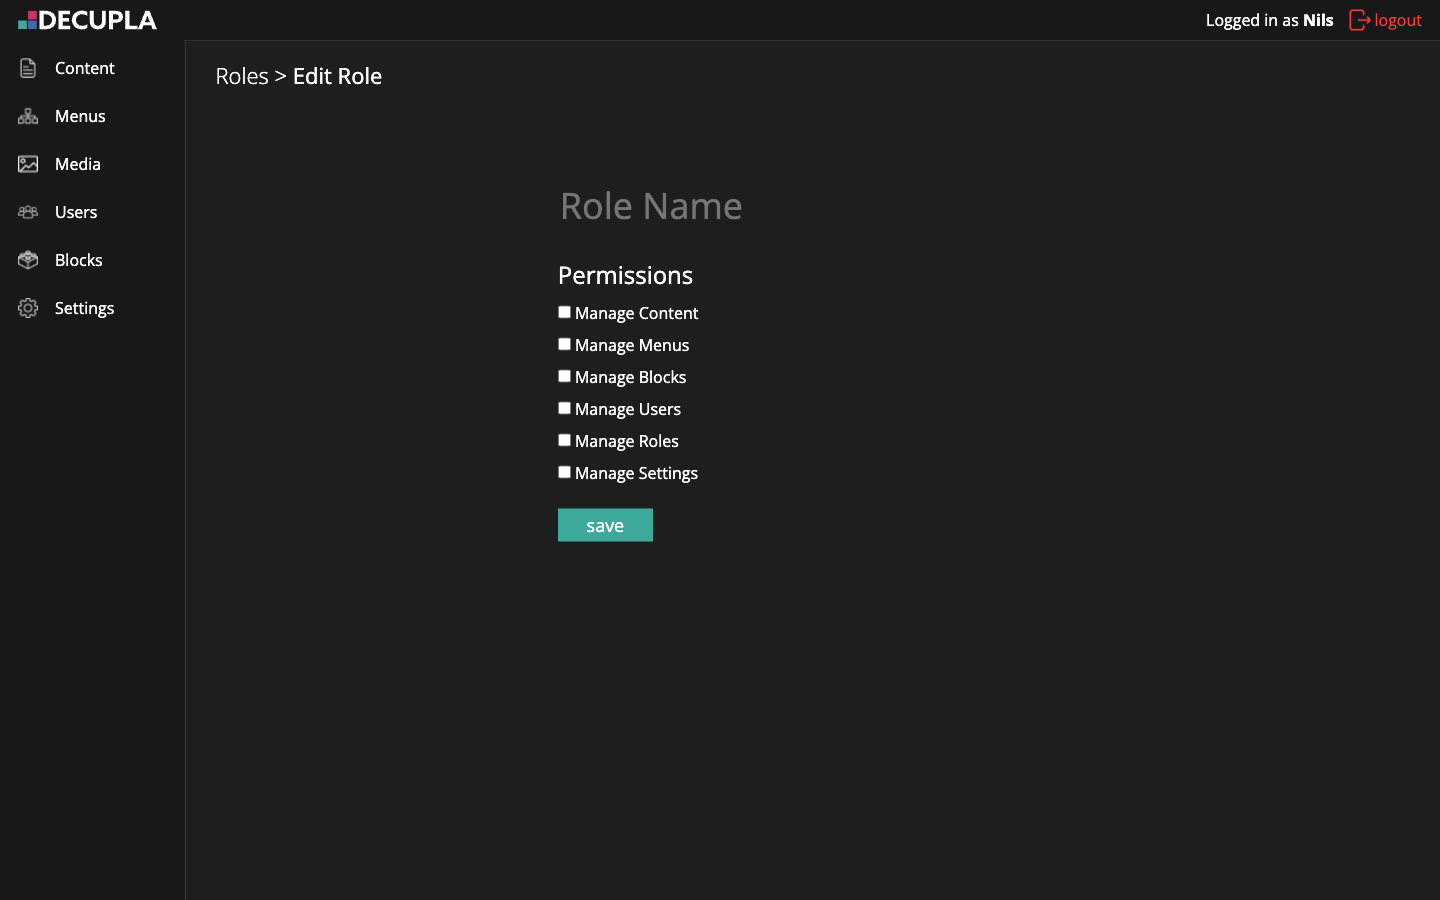 DECUPLA
Logged in as Nils logout
Content
Menus
Media
Users
Blocks
Settings
Roles > Edit Role
Role Name
Permissions
Manage Content
Manage Menus
Manage Blocks
Manage Users
Manage Roles
Manage Settings
save